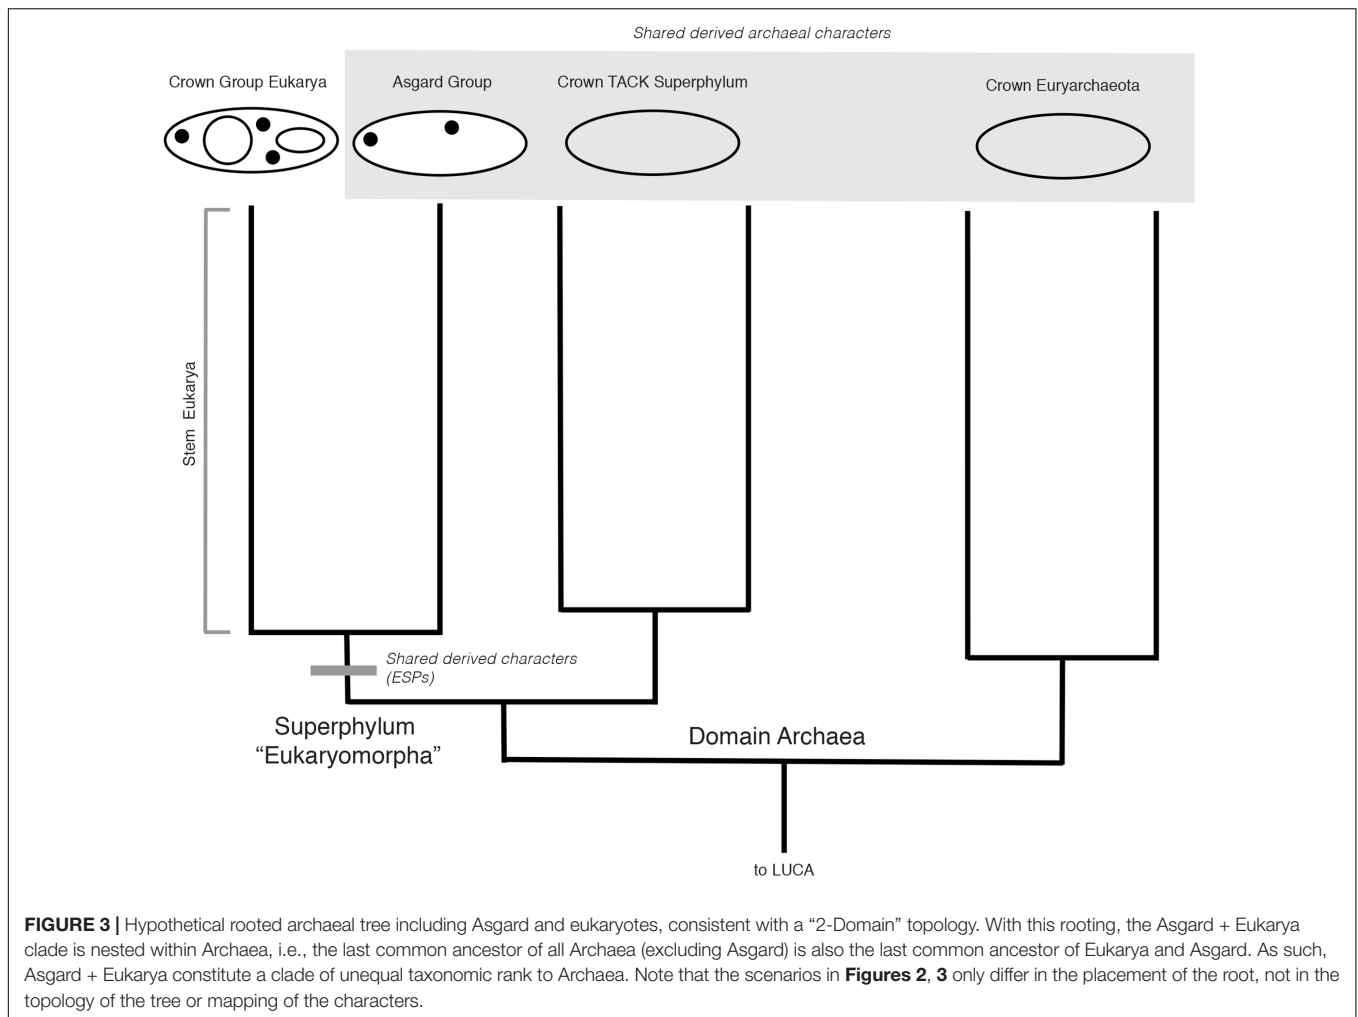 Shared derived archaeal characters
Crown Group Eukarya
Asgard Group
Crown TACK Superphylum
Crown Euryarchaeota
Stem Eukarya
Shared derived characters
(ESPs)
Superphylum
“Eukaryomorpha”
Domain Archaea
to LUCA
FIGURE 3 | Hypothetical rooted archaeal tree including Asgard and eukaryotes, consistent with a “2-Domain” topology. With this rooting, the Asgard + Eukarya
clade is nested within Archaea, i.e., the last common ancestor of all Archaea (excluding Asgard) is also the last common ancestor of Eukarya and Asgard. As such,
Asgard + Eukarya constitute a clade of unequal taxonomic rank to Archaea. Note that the scenarios in Figures 2, 3 only differ in the placement of the root, not in the
topology of the tree or mapping of the characters.